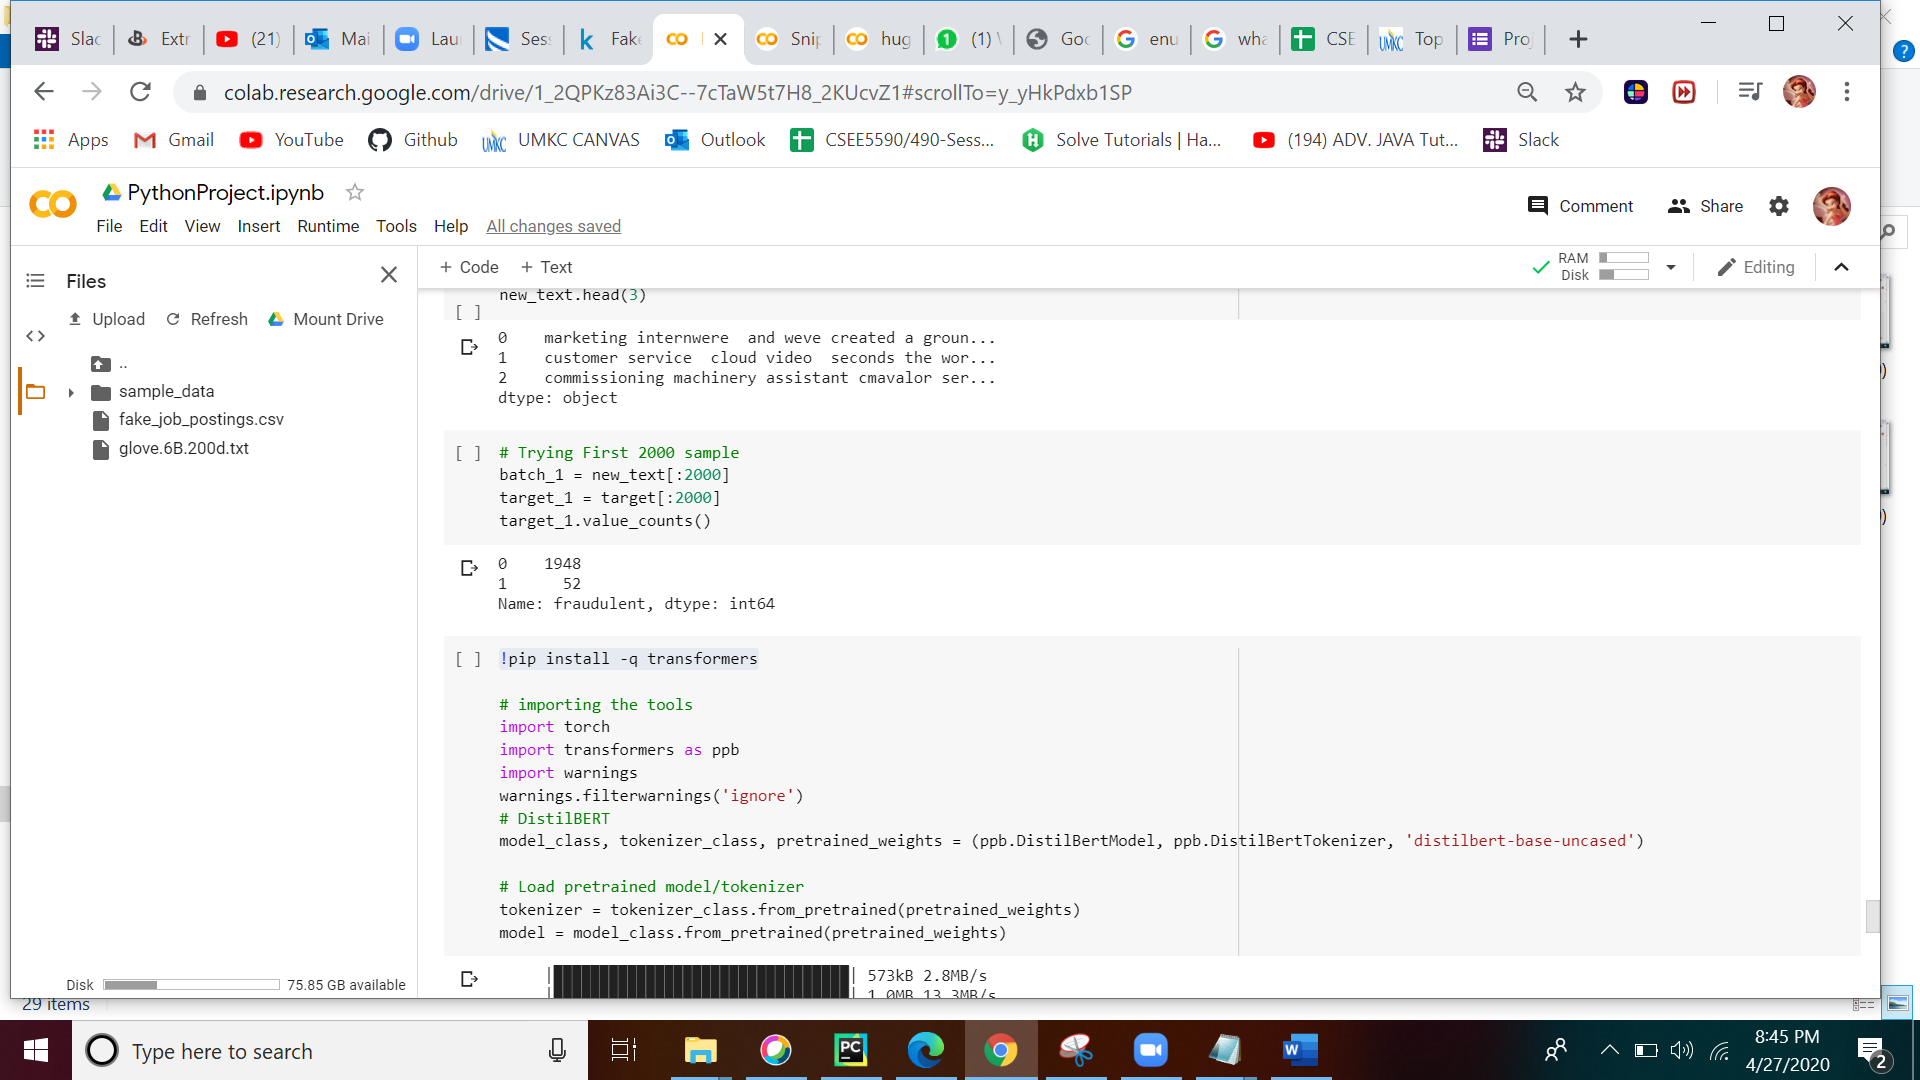 Slac
Extr
(21)
Mai
Lau
Ses
Fak
Snip
hug
(1)
Goc
enu
wha
CSE
Top
Pro
colab.research.google.com/drive/1_2QPKz83Ai3C--7cTaW5t7H8_2KUcvZ1#scrollTo=y_yHkPdxb1SP
Apps Gmail YouTube Github UMKC CANVAS Outlook CSEE5590/490-Sess... Solve Tutorials | Ha... (194) ADV. JAVA Tut... Slack
PythonProject.ipynb
File Edit View Insert Runtime Tools Help All changes saved
Comment Share
+ Code + Text
RAM
Disk
Editing
Files
Upload Refresh Mount Drive
..
sample_data
fake_job_postings.csv
glove.6B.200d.txt
Disk 75.85 GB available
new_text.head(3)
[ ]
0 marketing internwere and weve created a groun...
1 customer service cloud video seconds the wor...
2 commissioning machinery assistant cmavalor ser...
dtype: object
[ ] # Trying First 2000 sample
batch_1 = new_text[:2000]
target_1 = target[:2000]
target_1.value_counts()
0 1948
1 52
Name: fraudulent, dtype: int64
[ ] !pip install -q transformers
# importing the tools
import torch
import transformers as ppb
import warnings
warnings.filterwarnings('ignore')
# DistilBERT
model_class, tokenizer_class, pretrained_weights = (ppb.DistilBertModel, ppb.DistilBertTokenizer, 'distilbert-base-uncased')
# Load pretrained model/tokenizer
tokenizer = tokenizer_class.from_pretrained(pretrained_weights)
model = model_class.from_pretrained(pretrained_weights)
573kB 2.8MB/s
1.0MB 13.3MB/s
29 items
Type here to search
8:45 PM
4/27/2020
2